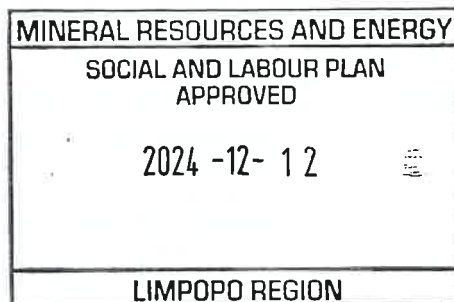 MINERAL RESOURCES AND ENERGY
SOCIAL AND LABOUR PLAN
APPROVED
2024 -12- 12
LIMPOPO REGION